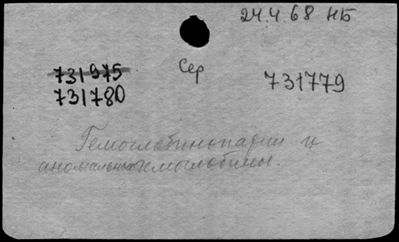 24.4.68 НБ
731975
Сер
731779
731780
Гемоглобинопатии и
аномальные гемоглобины.